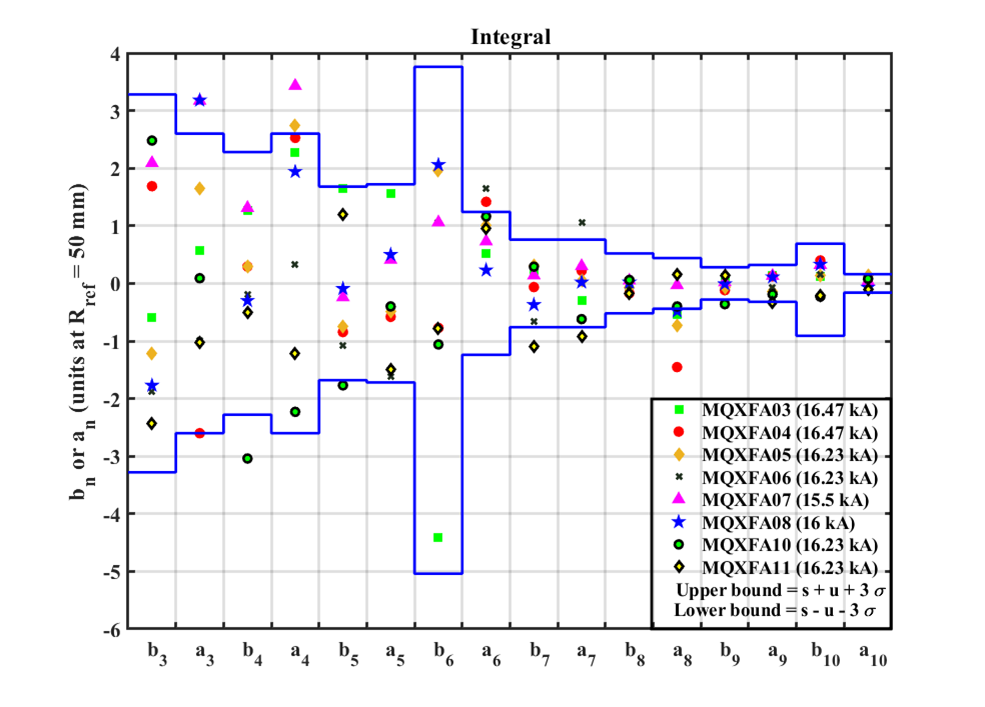 Integral
b_n or a_n (units at R_ref = 50 mm)
4
3
2
1
0
-1
-2
-3
-4
-5
-6
MQXFA03 (16.47 kA)
MQXFA04 (16.47 kA)
MQXFA05 (16.23 kA)
MQXFA06 (16.23 kA)
MQXFA07 (15.5 kA)
MQXFA08 (16 kA)
MQXFA10 (16.23 kA)
MQXFA11 (16.23 kA)
Upper bound = s + u + 3 σ
Lower bound = s - u - 3 σ
b_3 a_3 b_4 a_4 b_5 a_5 b_6 a_6 b_7 a_7 b_8 a_8 b_9 a_9 b_10 a_10